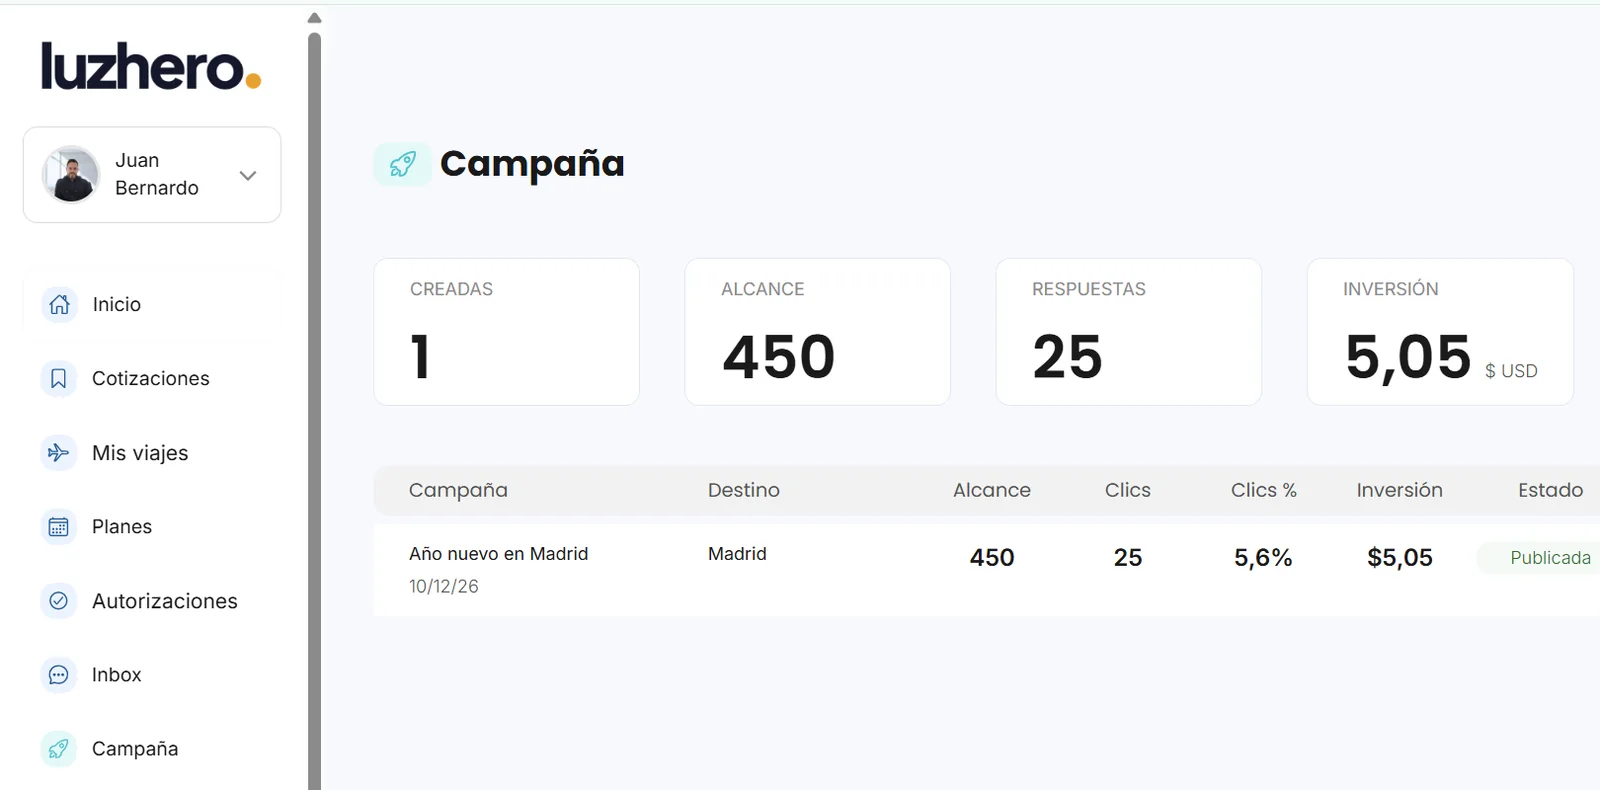 luzhero.
Juan
Bernardo
Inicio
Cotizaciones
Mis viajes
Planes
Autorizaciones
Inbox
Campaña
Campaña
CREADAS
1
ALCANCE
450
RESPUESTAS
25
INVERSIÓN
5,05 $ USD
Campaña Destino Alcance Clics Clics % Inversión Estado
Año nuevo en Madrid Madrid 450 25 5,6% $5,05 Publicada
10/12/26